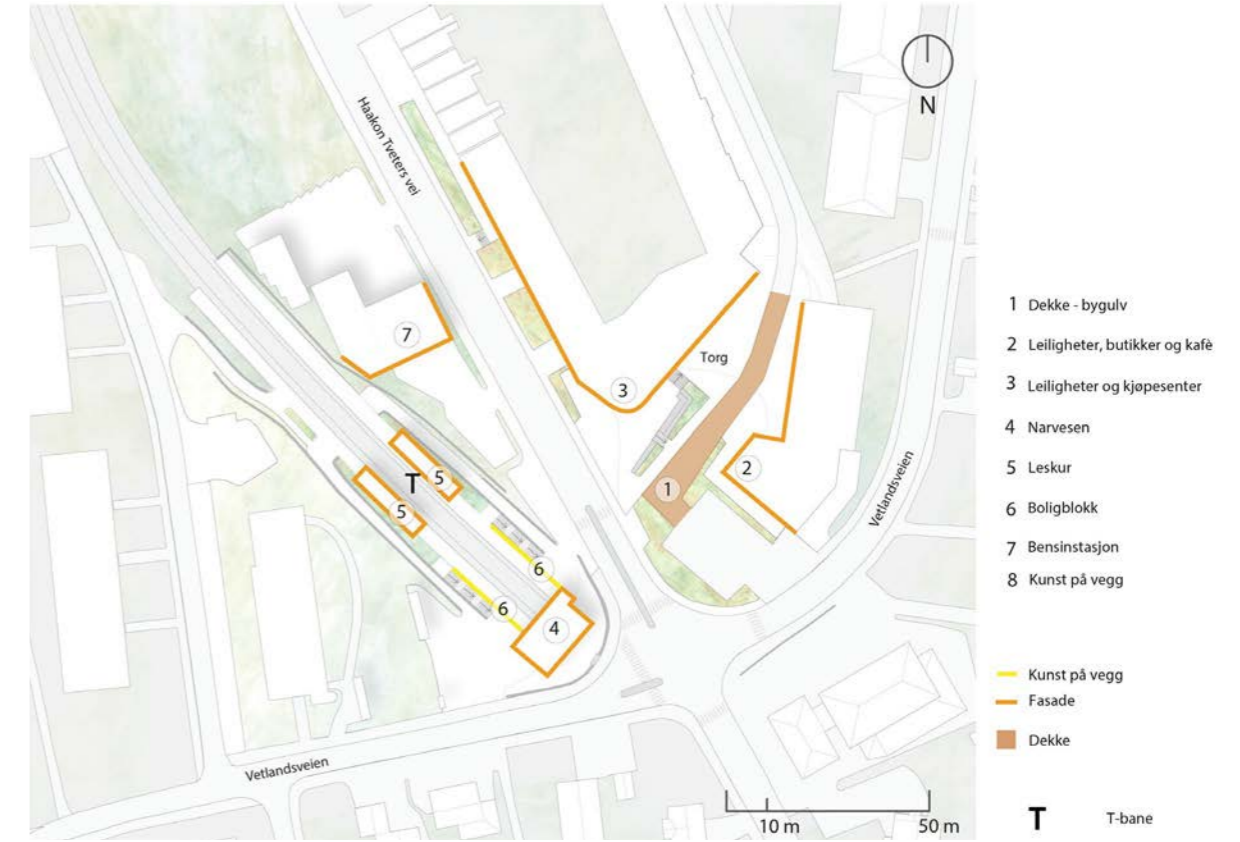 Haakon Tveters vei
N
7
Torg
3
T
5
5
2
1
Vetlandsveien
6
6
4
Vetlandsveien
10 m
50 m
1 Dekke - bygulv
2 Leiligheter, butikker og kafè
3 Leiligheter og kjøpesenter
4 Narvesen
5 Leskur
6 Boligblokk
7 Bensinstasjon
8 Kunst på vegg
Kunst på vegg
Fasade
Dekke
T T-bane